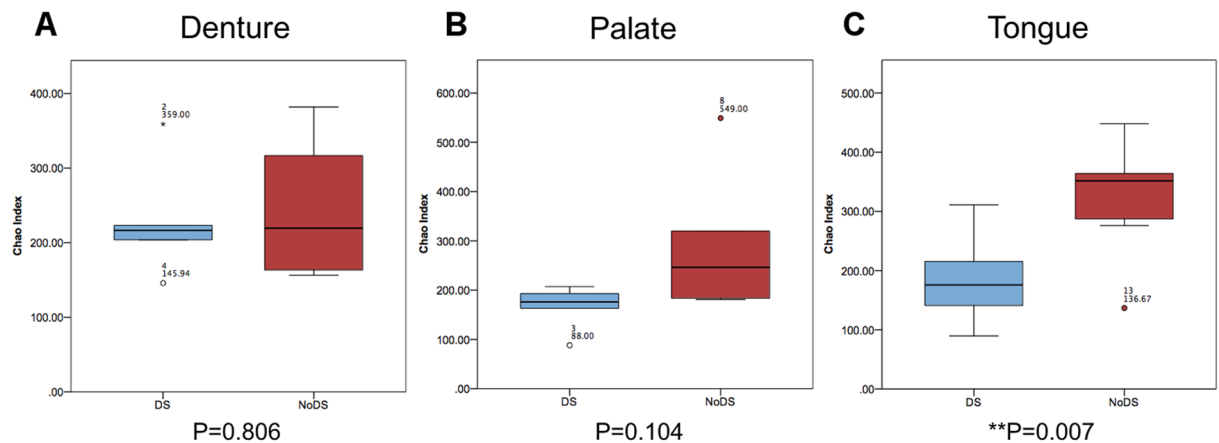 A
Denture
Chao Index
400.00
300.00
200.00
100.00
.00
2
359.00
4
145.94
DS
NoDS
P=0.806
B
Palate
Chao Index
600.00
500.00
400.00
300.00
200.00
100.00
.00
8
549.00
3
88.00
DS
NoDS
P=0.104
C
Tongue
Chao Index
500.00
400.00
300.00
200.00
100.00
.00
13
136.67
DS
NoDS
**P=0.007